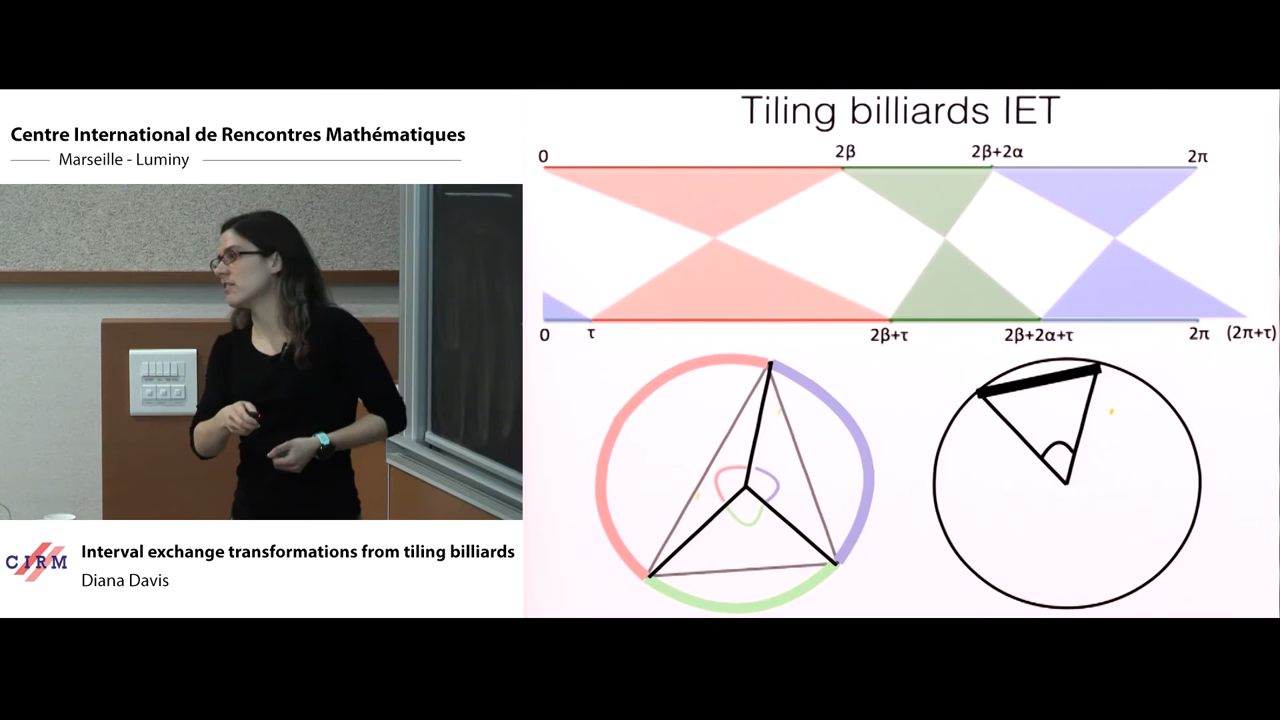 Centre International de Rencontres Mathématiques
Marseille - Luminy
Tiling billiards IET
0 2β 2β+2α 2π
0 τ 2β+τ 2β+2α+τ 2π (2π+τ)
CIRM
Interval exchange transformations from tiling billiards
Diana Davis